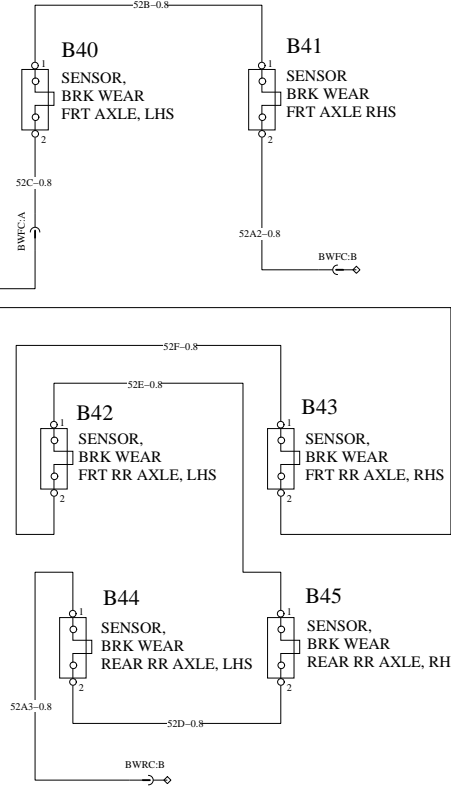 52B-0.8
B40
1
SENSOR,
BRK WEAR
FRT AXLE, LHS
2
B41
1
SENSOR
BRK WEAR
FRT AXLE RHS
2
52C-0.8
BWFC:A
52A2-0.8
BWFC:B
52F-0.8
52E-0.8
B42
1
SENSOR,
BRK WEAR
FRT RR AXLE, LHS
2
B43
1
SENSOR,
BRK WEAR
FRT RR AXLE, RHS
2
B44
1
SENSOR,
BRK WEAR
REAR RR AXLE, LHS
2
B45
1
SENSOR,
BRK WEAR
REAR RR AXLE, RH
2
52A3-0.8
52D-0.8
BWRC:B